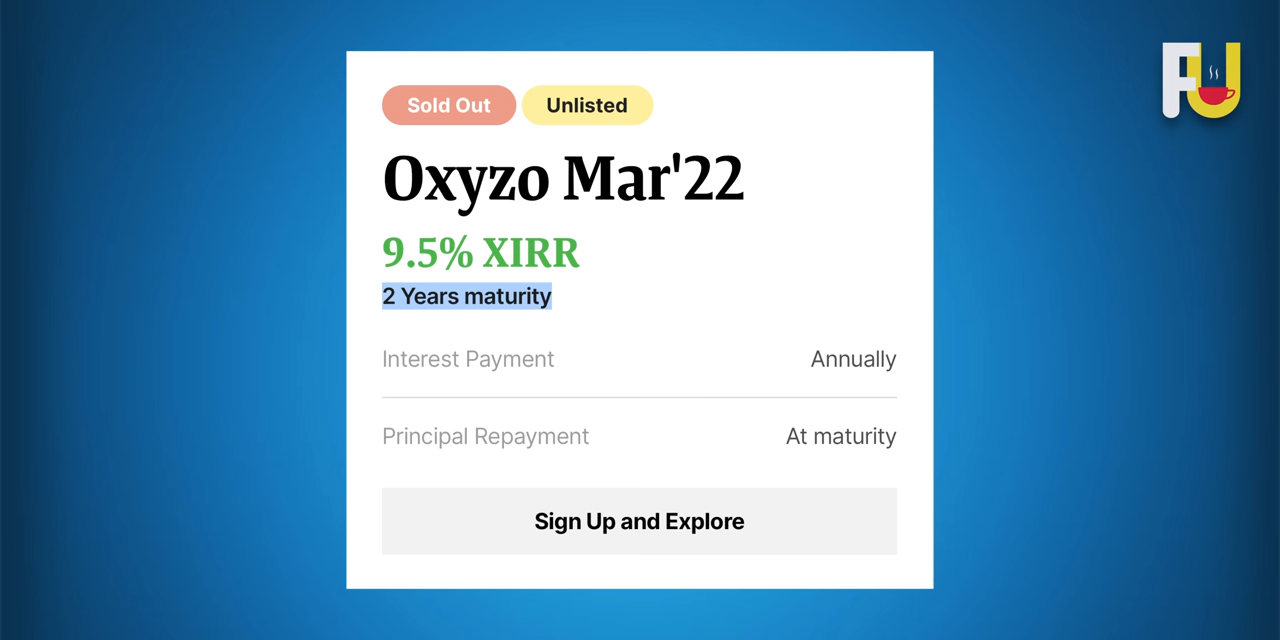 Sold Out Unlisted
FU
Oxyzo Mar'22
9.5% XIRR
2 Years maturity
Interest Payment Annually
Principal Repayment At maturity
Sign Up and Explore